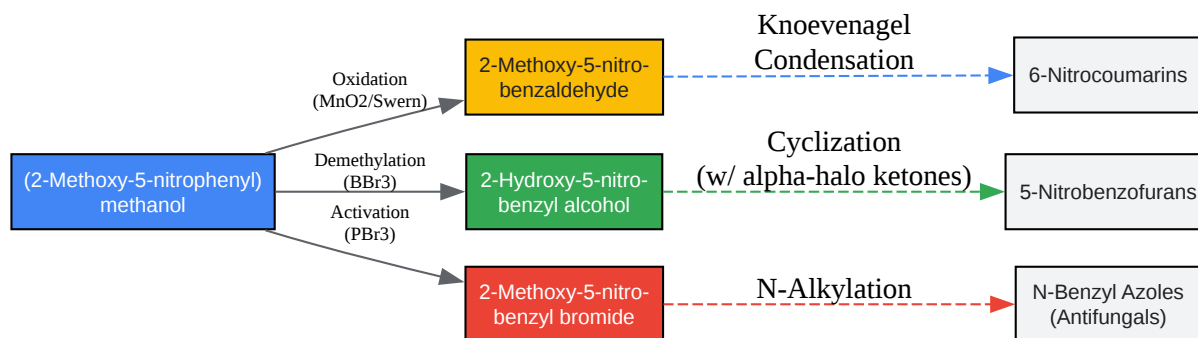 (2-Methoxy-5-nitrophenyl)
methanol
Oxidation
(MnO2/Swern)
2-Methoxy-5-nitro-
benzaldehyde
Knoevenagel
Condensation
6-Nitrocoumarins
Demethylation
(BBr3)
2-Hydroxy-5-nitro-
benzyl alcohol
Cyclization
(w/ alpha-halo ketones)
5-Nitrobenzofurans
Activation
(PBr3)
2-Methoxy-5-nitro-
benzyl bromide
N-Alkylation
N-Benzyl Azoles
(Antifungals)